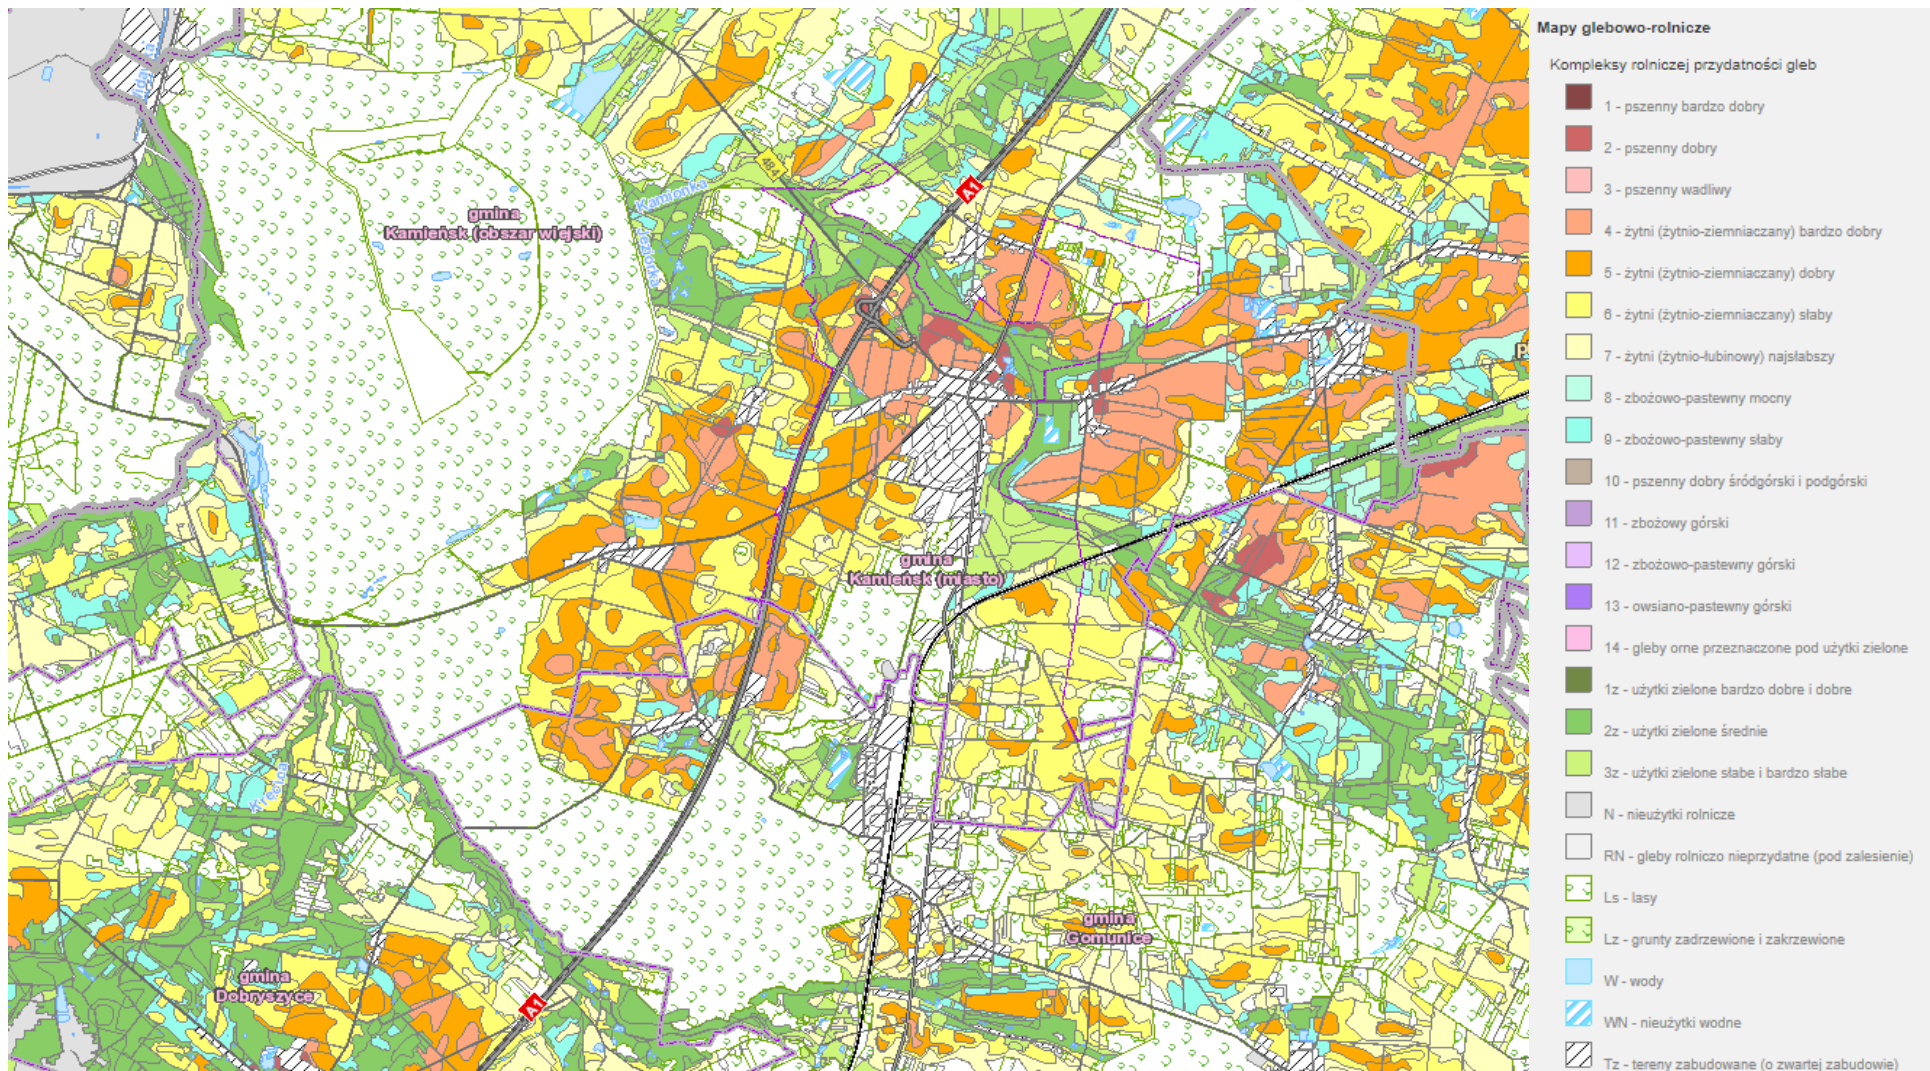 Mapy glebowo-rolnicze
Kompleksy rolniczej przydatności gleb
1 - pszenny bardzo dobry
2 - pszenny dobry
3 - pszenny wadliwy
4 - żytni (żytnio-ziemniaczany) bardzo dobry
5 - żytni (żytnio-ziemniaczany) dobry
6 - żytni (żytnio-ziemniaczany) słaby
7 - żytni (żytnio-łubinowy) najsłabszy
8 - zbożowo-pastewny mocny
9 - zbożowo-pastewny słaby
10 - pszenny dobry śródgórski i podgórski
11 - zbożowy górski
12 - zbożowo-pastewny górski
13 - owsiano-pastewny górski
14 - gleby orne przeznaczone pod użytki zielone
1z - użytki zielone bardzo dobre i dobre
2z - użytki zielone średnie
3z - użytki zielone słabe i bardzo słabe
N - nieużytki rolnicze
RN - gleby rolniczo nieprzydatne (pod zalesienie)
Ls - lasy
Lz - grunty zadrzewione i zakrzewione
W - wody
WN - nieużytki wodne
Tz - tereny zabudowane (o zwartej zabudowie)
484
A1
Kamionka
gmina
Kamieńsk (obszar wiejski)
Jeziorka
gmina
Kamieńsk (miasto)
Kręcica
gmina
Gomunice
gmina
Dobryszyce
A1